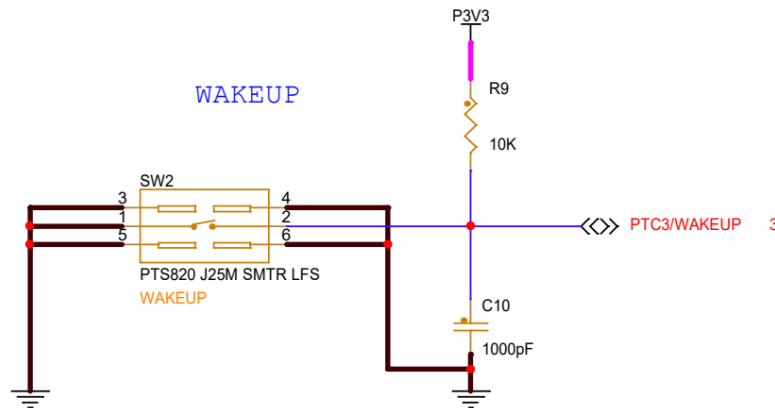 P3V3
R9
WAKEUP
10K
SW2
3
4
1
2
PTC3/WAKEUP 3
5
6
PTS820 J25M SMTR LFS
WAKEUP
C10
1000pF